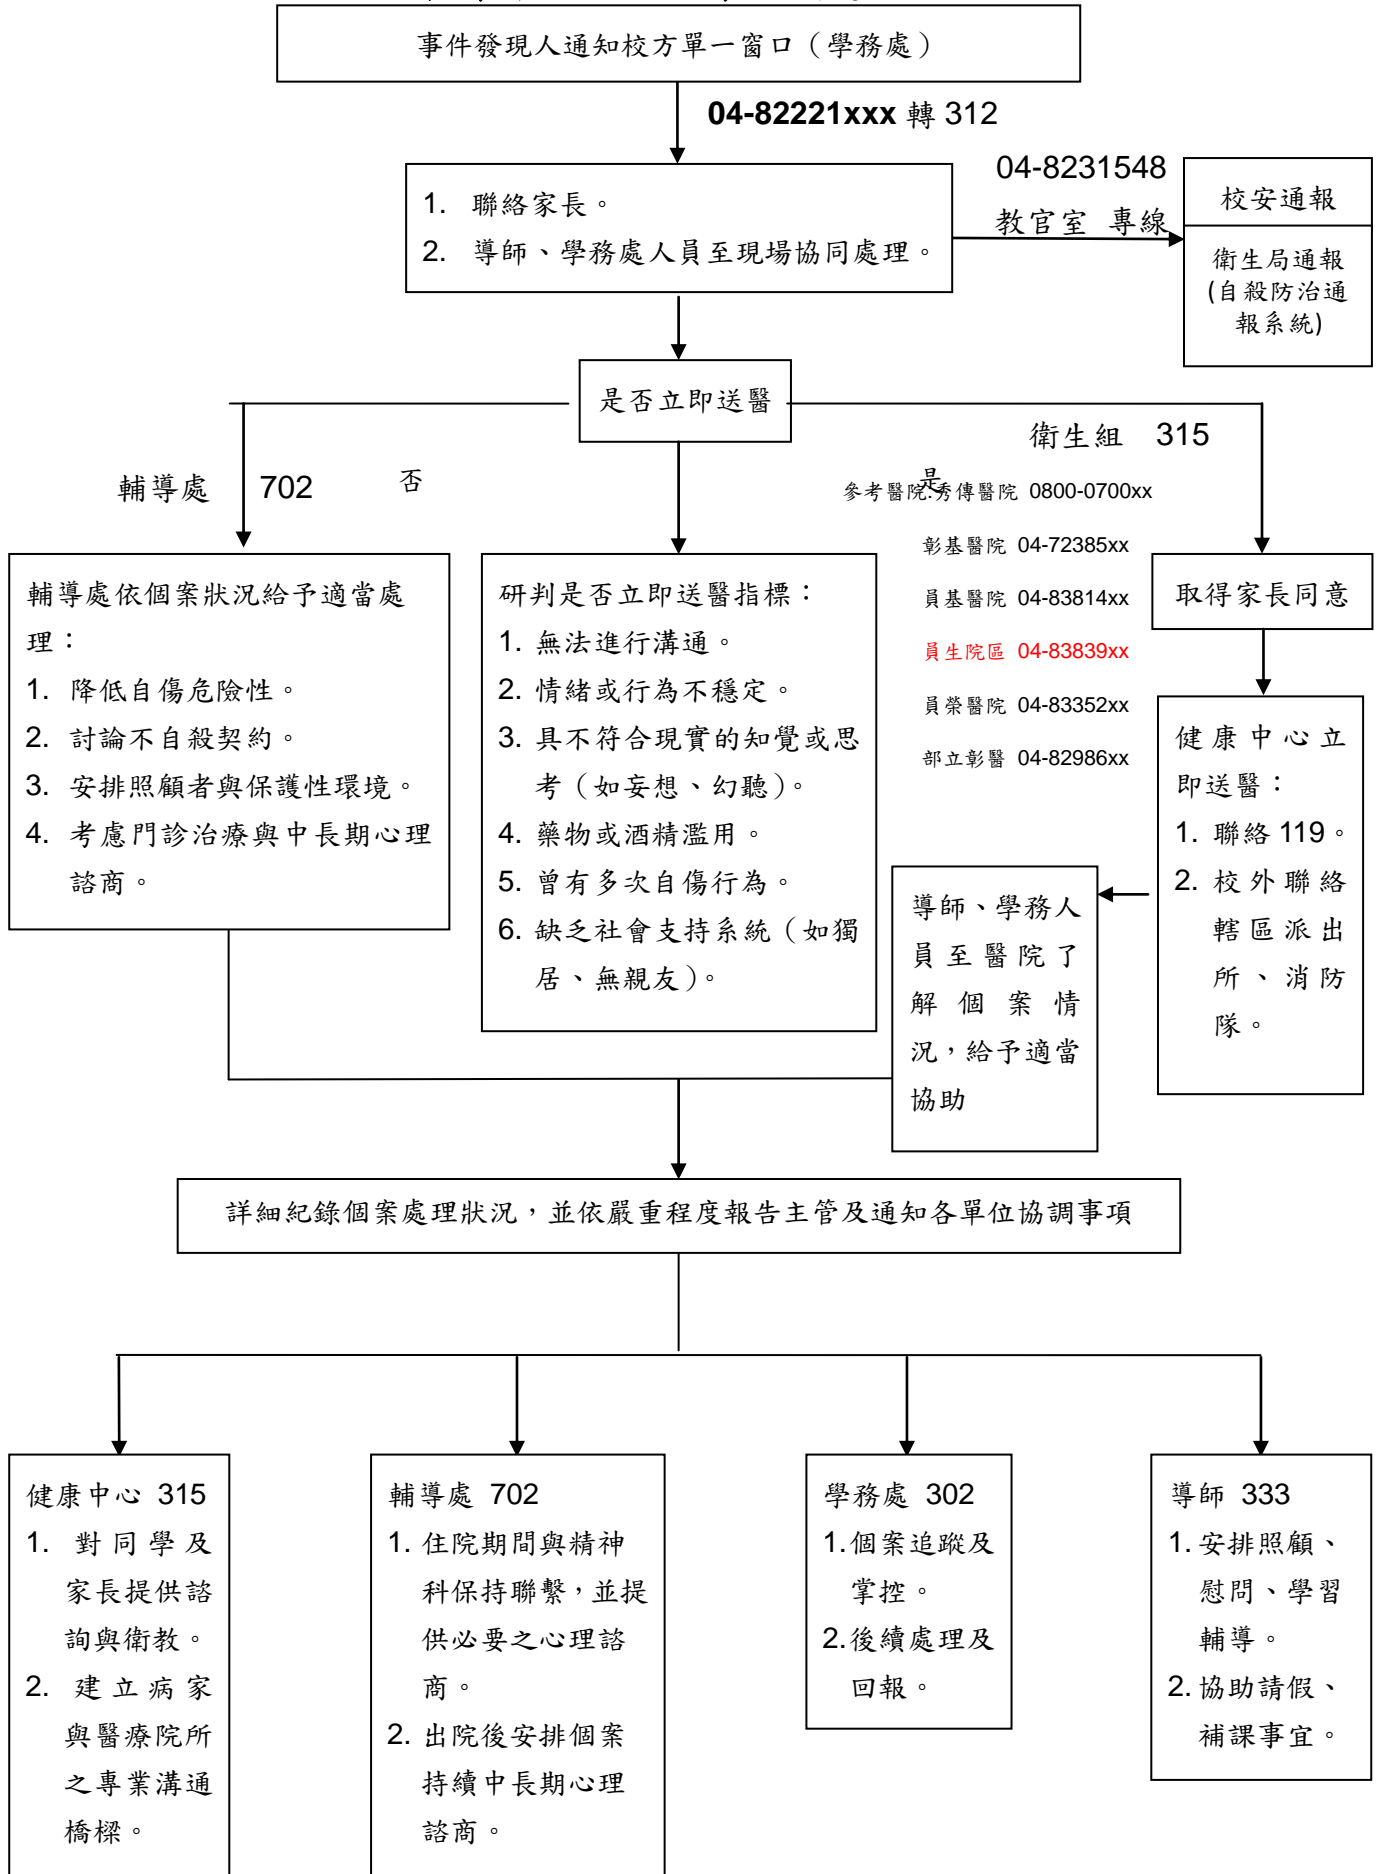 事件發現人通知校方單一窗口（學務處）
04-82221xxx 轉 312
1. 聯絡家長。
2. 導師、學務處人員至現場協同處理。
04-8231548
教官室 專線
校安通報
衛生局通報
(自殺防治通
報系統)
是否立即送醫
輔導處 702 否
衛生組 315
是
參考醫院:秀傳醫院 0800-0700xx
彰基醫院 04-72385xx
員基醫院 04-83814xx
員生院區 04-83839xx
員榮醫院 04-83352xx
部立彰醫 04-82986xx
輔導處依個案狀況給予適當處
理：
1. 降低自傷危險性。
2. 討論不自殺契約。
3. 安排照顧者與保護性環境。
4. 考慮門診治療與中長期心理
諮商。
研判是否立即送醫指標：
1. 無法進行溝通。
2. 情緒或行為不穩定。
3. 具不符合現實的知覺或思
考（如妄想、幻聽）。
4. 藥物或酒精濫用。
5. 曾有多次自傷行為。
6. 缺乏社會支持系統（如獨
居、無親友）。
取得家長同意
健康中心立
即送醫：
1. 聯絡 119。
2. 校外聯絡
轄區派出
所、消防
隊。
導師、學務人
員至醫院了
解個案情
況，給予適當
協助
詳細紀錄個案處理狀況，並依嚴重程度報告主管及通知各單位協調事項
健康中心 315
1. 對同學及
家長提供諮
詢與衛教。
2. 建立病家
與醫療院所
之專業溝通
橋樑。
輔導處 702
1. 住院期間與精神
科保持聯繫，並提
供必要之心理諮
商。
2. 出院後安排個案
持續中長期心理
諮商。
學務處 302
1.個案追蹤及
掌控。
2.後續處理及
回報。
導師 333
1. 安排照顧、
慰問、學習
輔導。
2. 協助請假、
補課事宜。